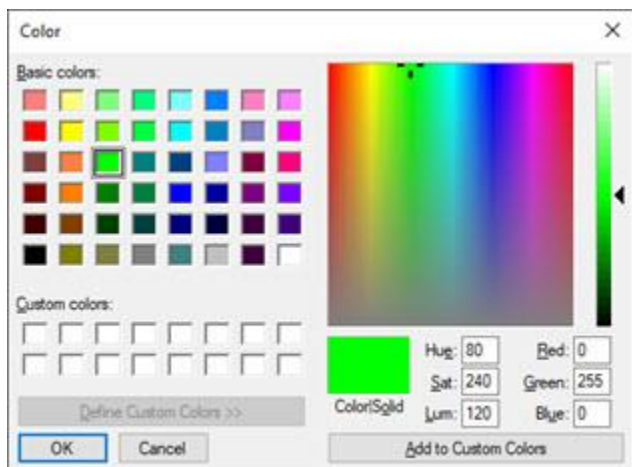 Color
Basic colors:
Custom colors:
Define Custom Colors >>
OK Cancel
Color|Solid
Hue: 80 Red: 0
Sat: 240 Green: 255
Lum: 120 Blue: 0
Add to Custom Colors